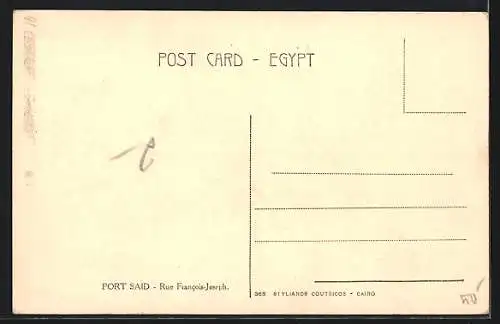 POST CARD - EGYPT
PORT SAID - Rue François-Joseph.
365 STYLIANOS COUTSICOS - CAIRO